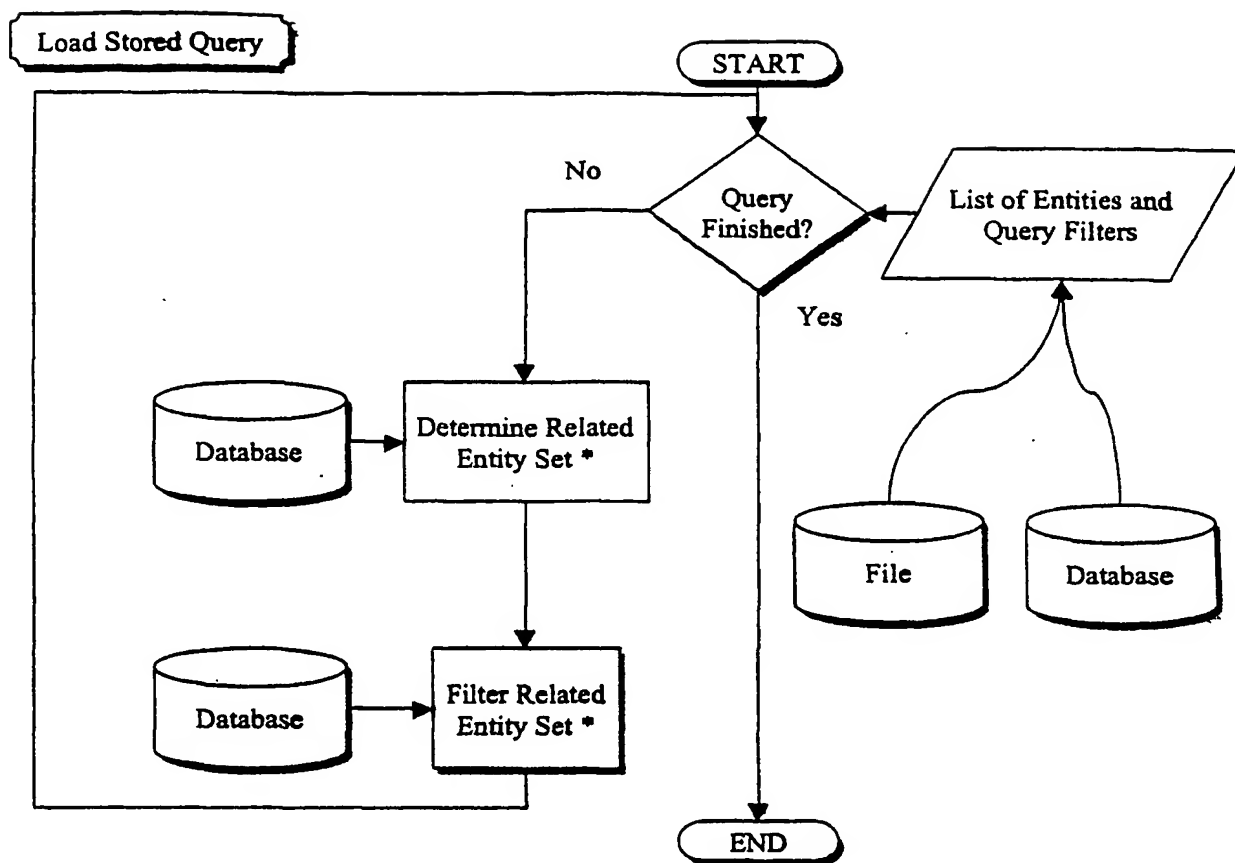 Load Stored Query
START
No
Query
Finished?
List of Entities and
Query Filters
Yes
Database
Determine Related
Entity Set *
File
Database
Database
Filter Related
Entity Set *
END